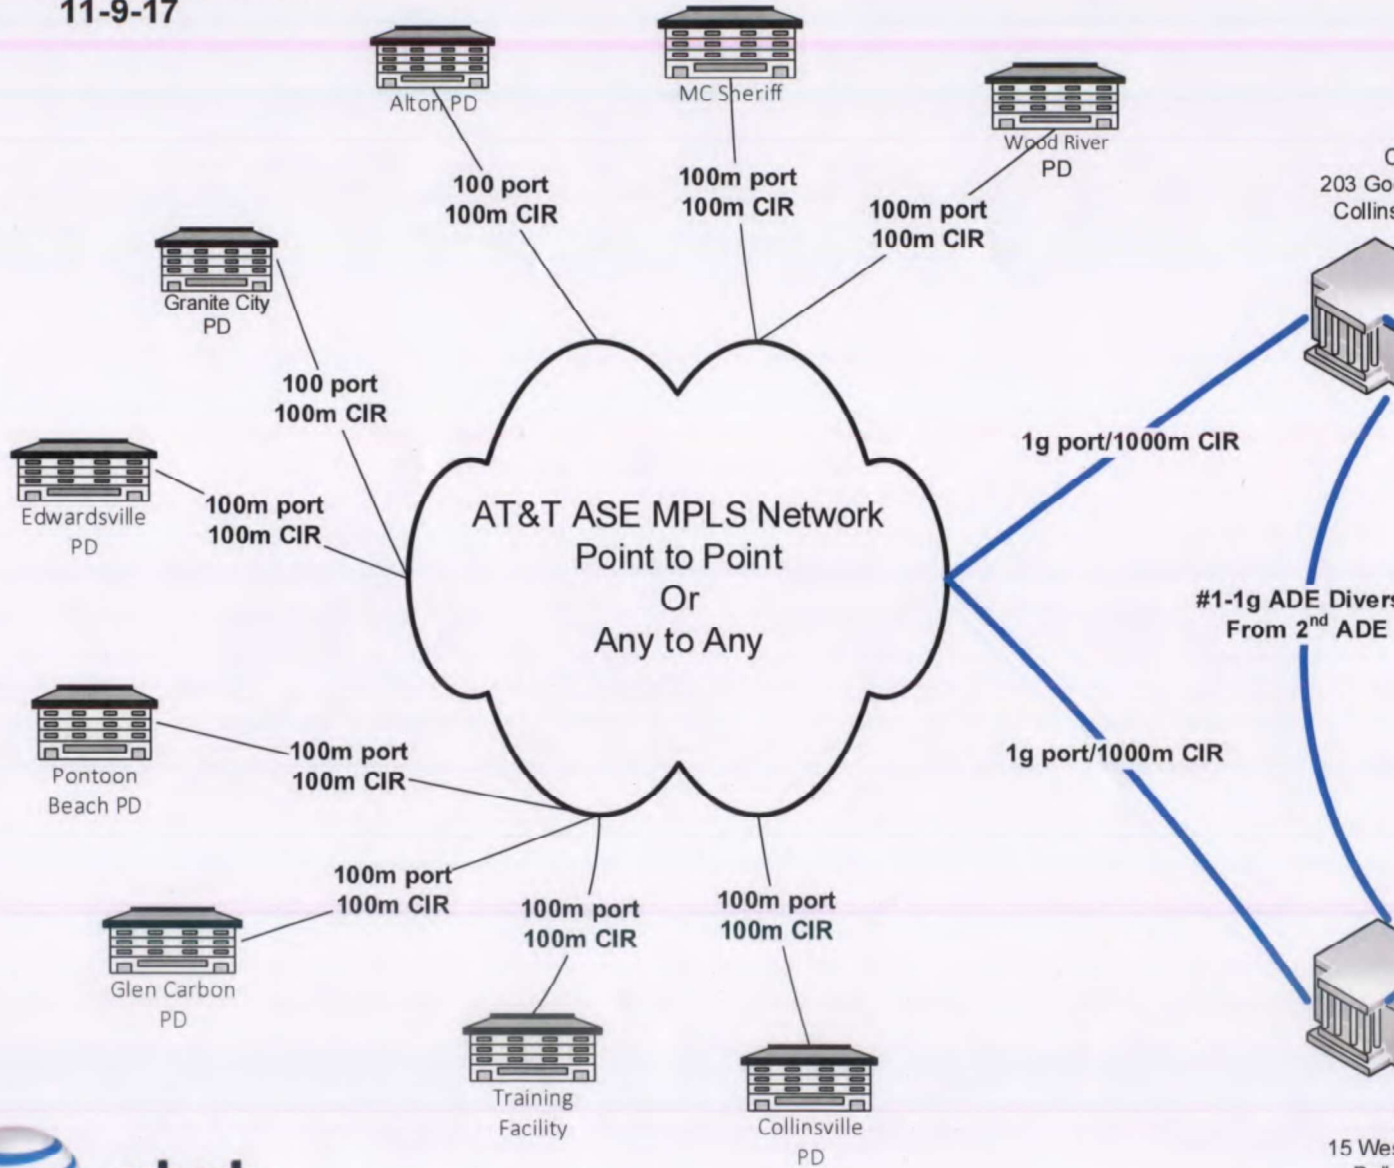 11-9-17
Alton PD
MC Sheriff
Wood River
PD
100 port
100m CIR
100m port
100m CIR
100m port
100m CIR
203
Granite City
PD
100 port
100m CIR
1g port/1000m CIR
Edwardsville
PD
100m port
100m CIR
AT&T ASE MPLS Network
Point to Point
Or
Any to Any
#1-1g ADE
From 2nd ADE
Pontoon
Beach PD
100m port
100m CIR
1g port/1000m CIR
100m port
100m CIR
Glen Carbon
PD
100m port
100m CIR
100m port
100m CIR
Training
Facility
Collinsville
PD
15